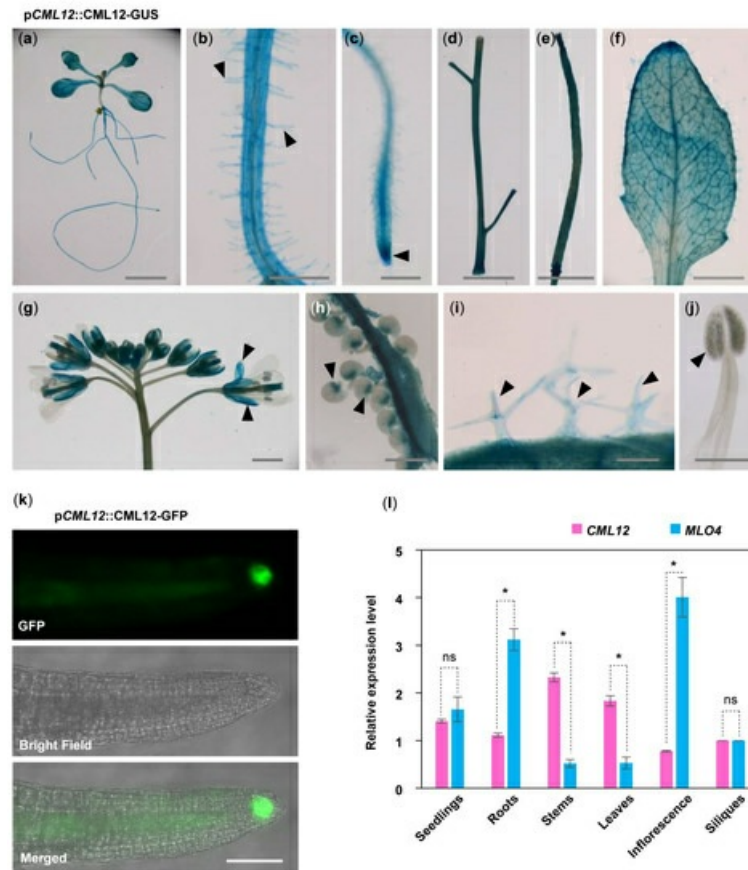 pCML12::CML12-GUS
(a) (b) (c) (d) (e) (f)
(g) (h) (i) (j)
(k) pCML12::CML12-GFP
GFP
Bright Field
Merged
(l)
CML12 MLO4
Relative expression level
5
4
3
2
1
0
ns * * * * ns
Seedlings Roots Stems Leaves Inflorescence Siliques